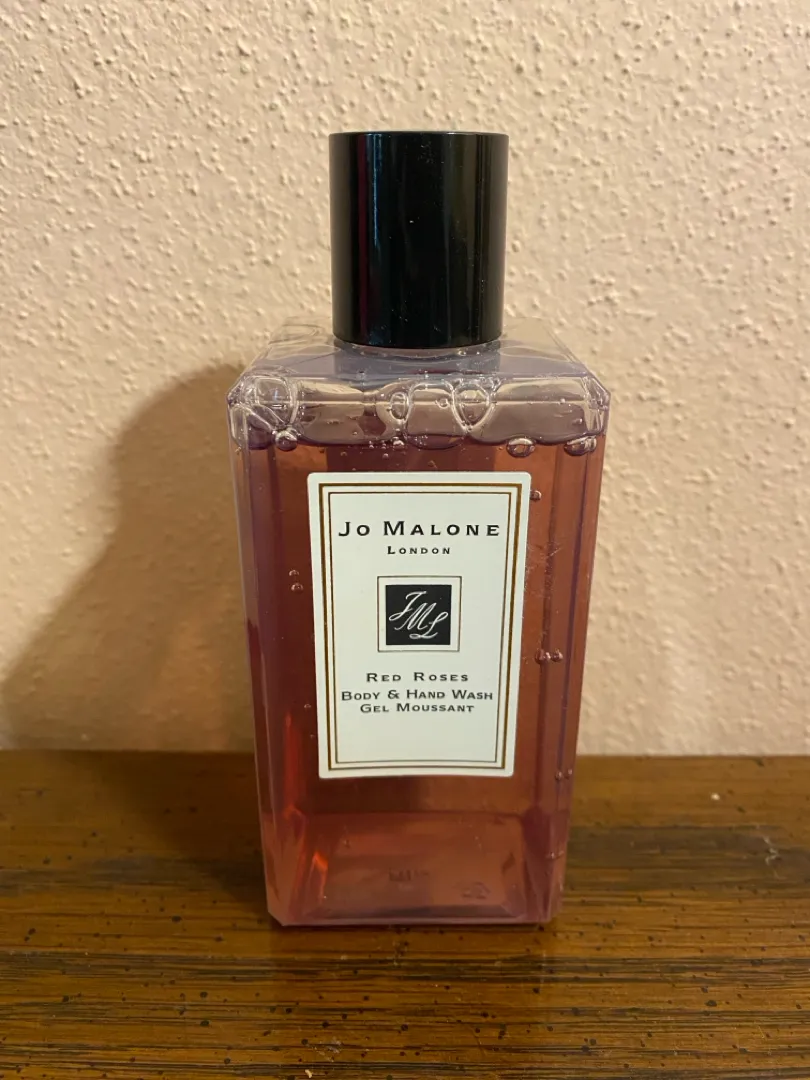 Jo Malone
London
JML
Red Roses
Body & Hand Wash
Gel Moussant